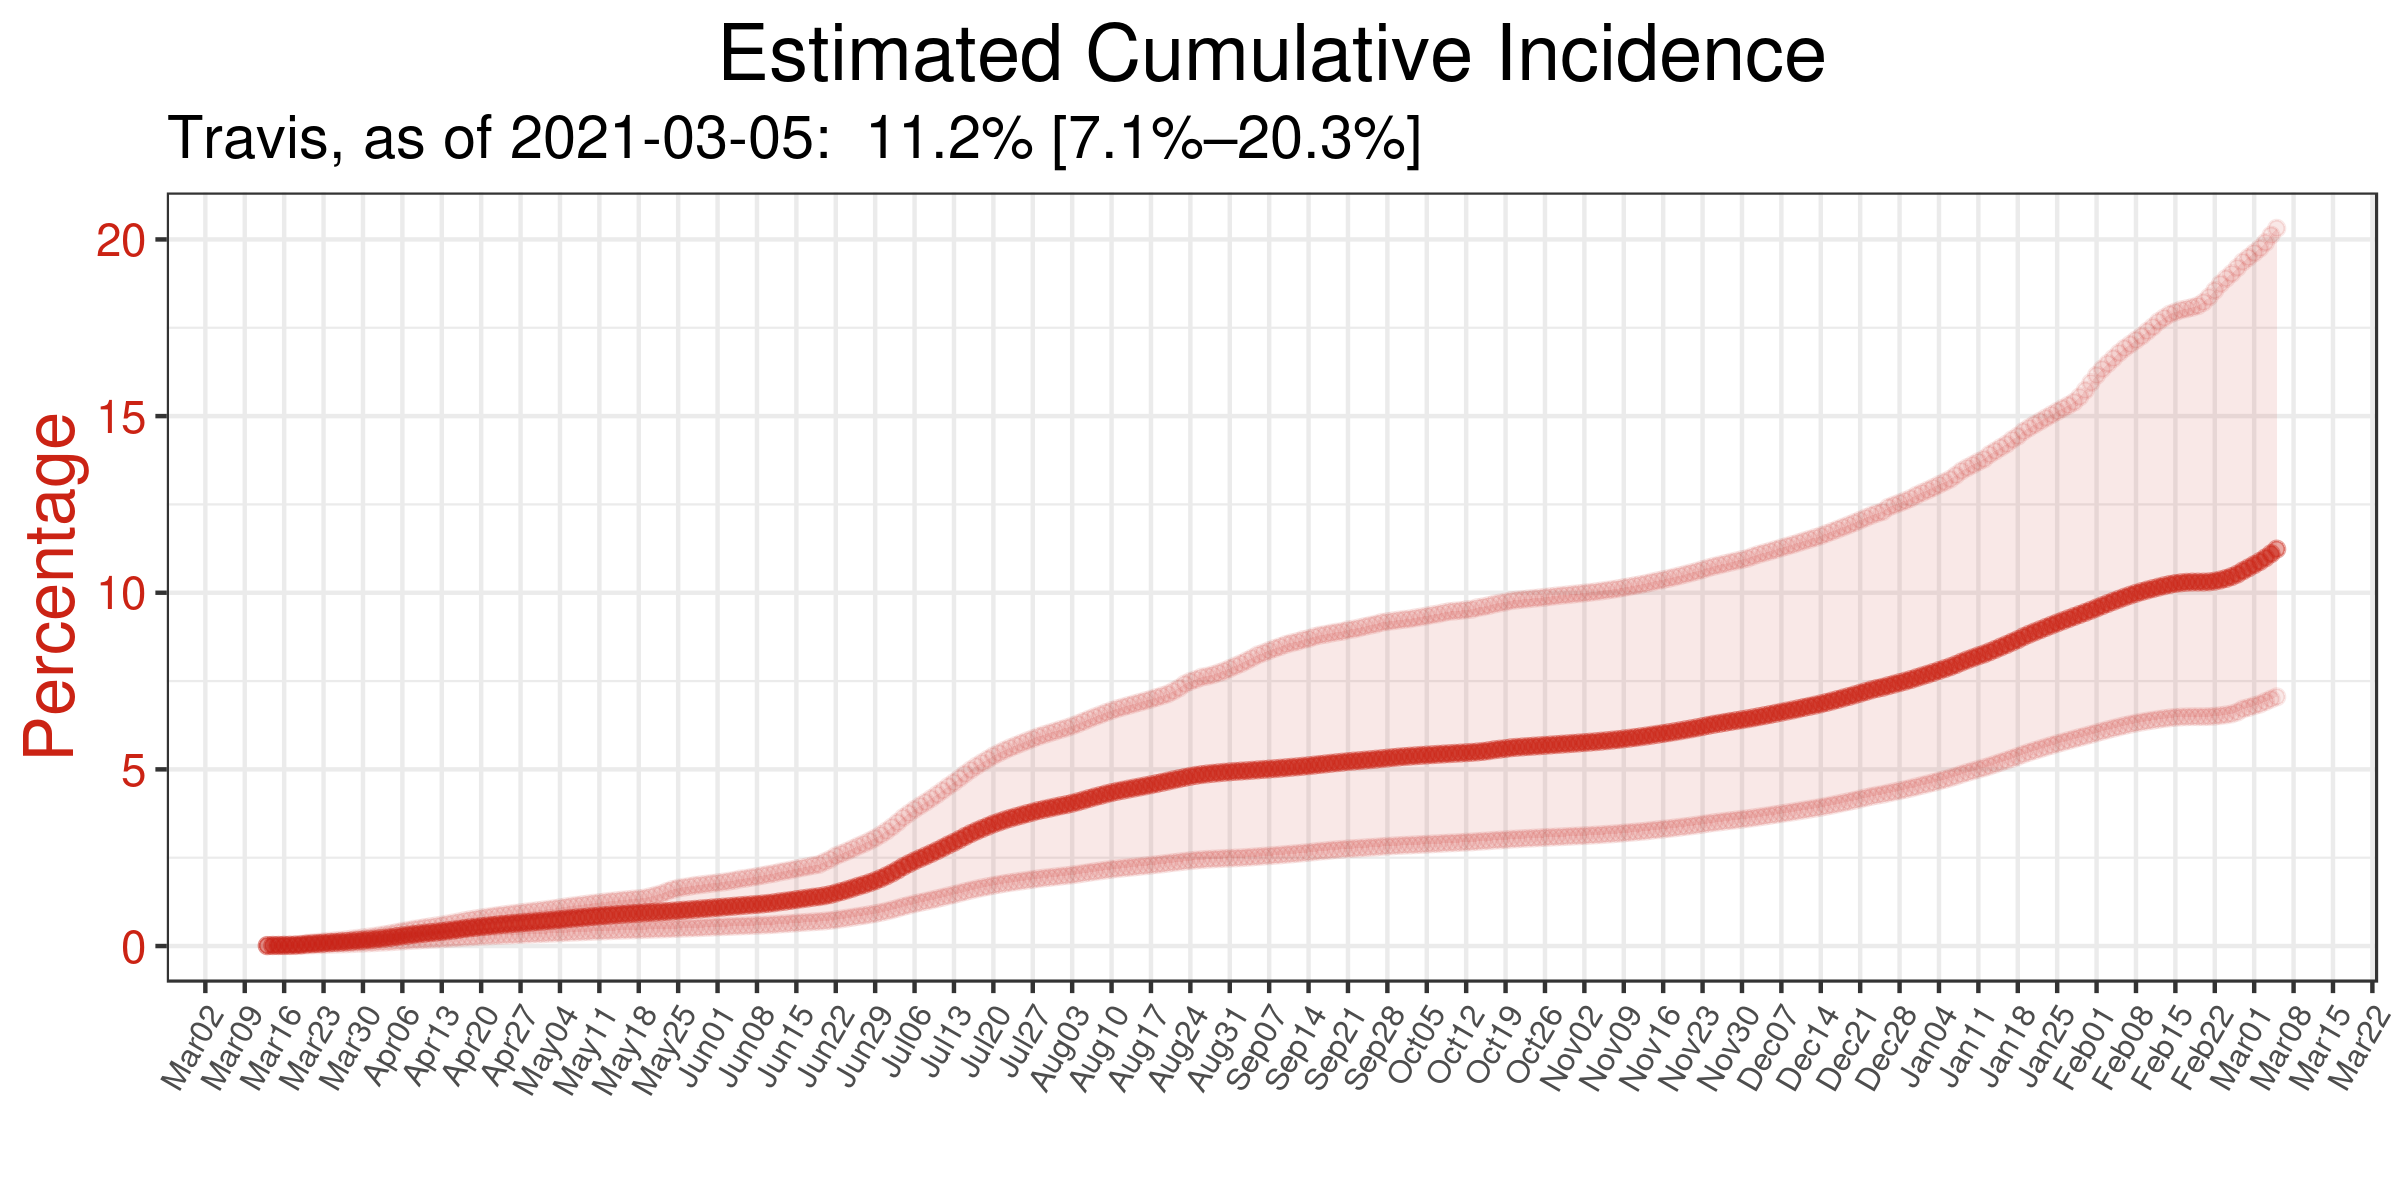 Estimated Cumulative Incidence
Travis, as of 2021-03-05:  11.2% [7.1%–20.3%]
Percentage
20
15
10
5
0
Mar02
Mar09
Mar16
Mar23
Mar30
Apr06
Apr13
Apr20
Apr27
May04
May11
May18
May25
Jun01
Jun08
Jun15
Jun22
Jun29
Jul06
Jul13
Jul20
Jul27
Aug03
Aug10
Aug17
Aug24
Aug31
Sep07
Sep14
Sep21
Sep28
Oct05
Oct12
Oct19
Oct26
Nov02
Nov09
Nov16
Nov23
Nov30
Dec07
Dec14
Dec21
Dec28
Jan04
Jan11
Jan18
Jan25
Feb01
Feb08
Feb15
Feb22
Mar01
Mar08
Mar15
Mar22